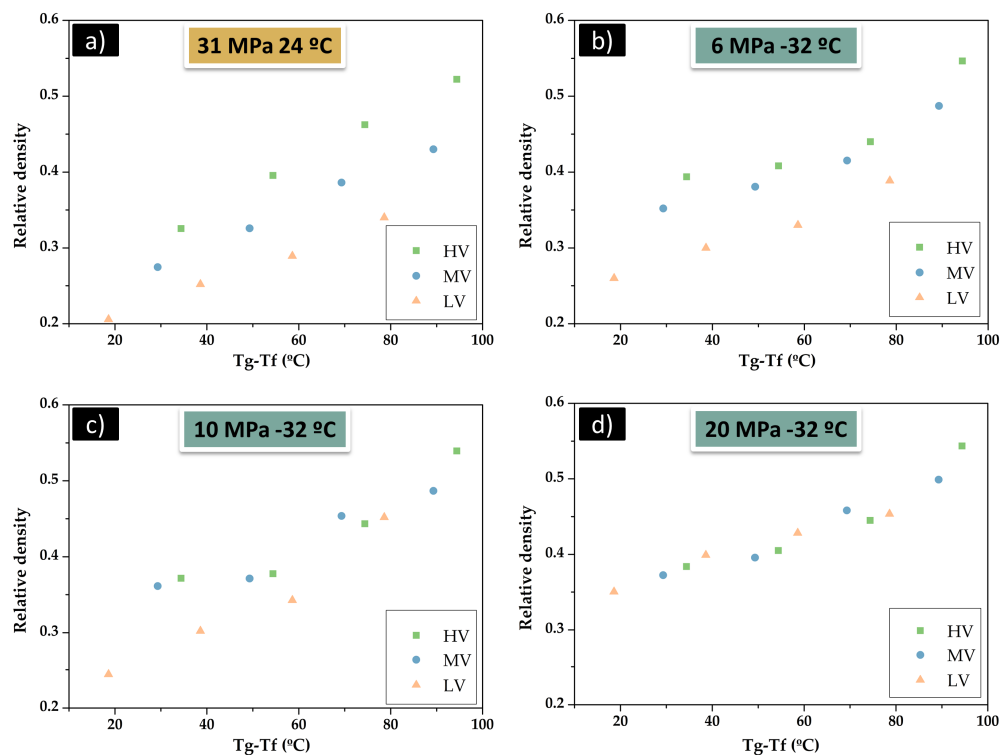 a)
31 MPa 24 ºC
0.6
0.5
0.4
0.3
0.2
Relative density
20 40 60 80 100
Tg-Tf (ºC)
HV
MV
LV
b)
6 MPa -32 ºC
0.6
0.5
0.4
0.3
0.2
Relative density
20 40 60 80 100
Tg-Tf (ºC)
HV
MV
LV
c)
10 MPa -32 ºC
0.6
0.5
0.4
0.3
0.2
Relative density
20 40 60 80 100
Tg-Tf (ºC)
HV
MV
LV
d)
20 MPa -32 ºC
0.6
0.5
0.4
0.3
0.2
Relative density
20 40 60 80 100
Tg-Tf (ºC)
HV
MV
LV